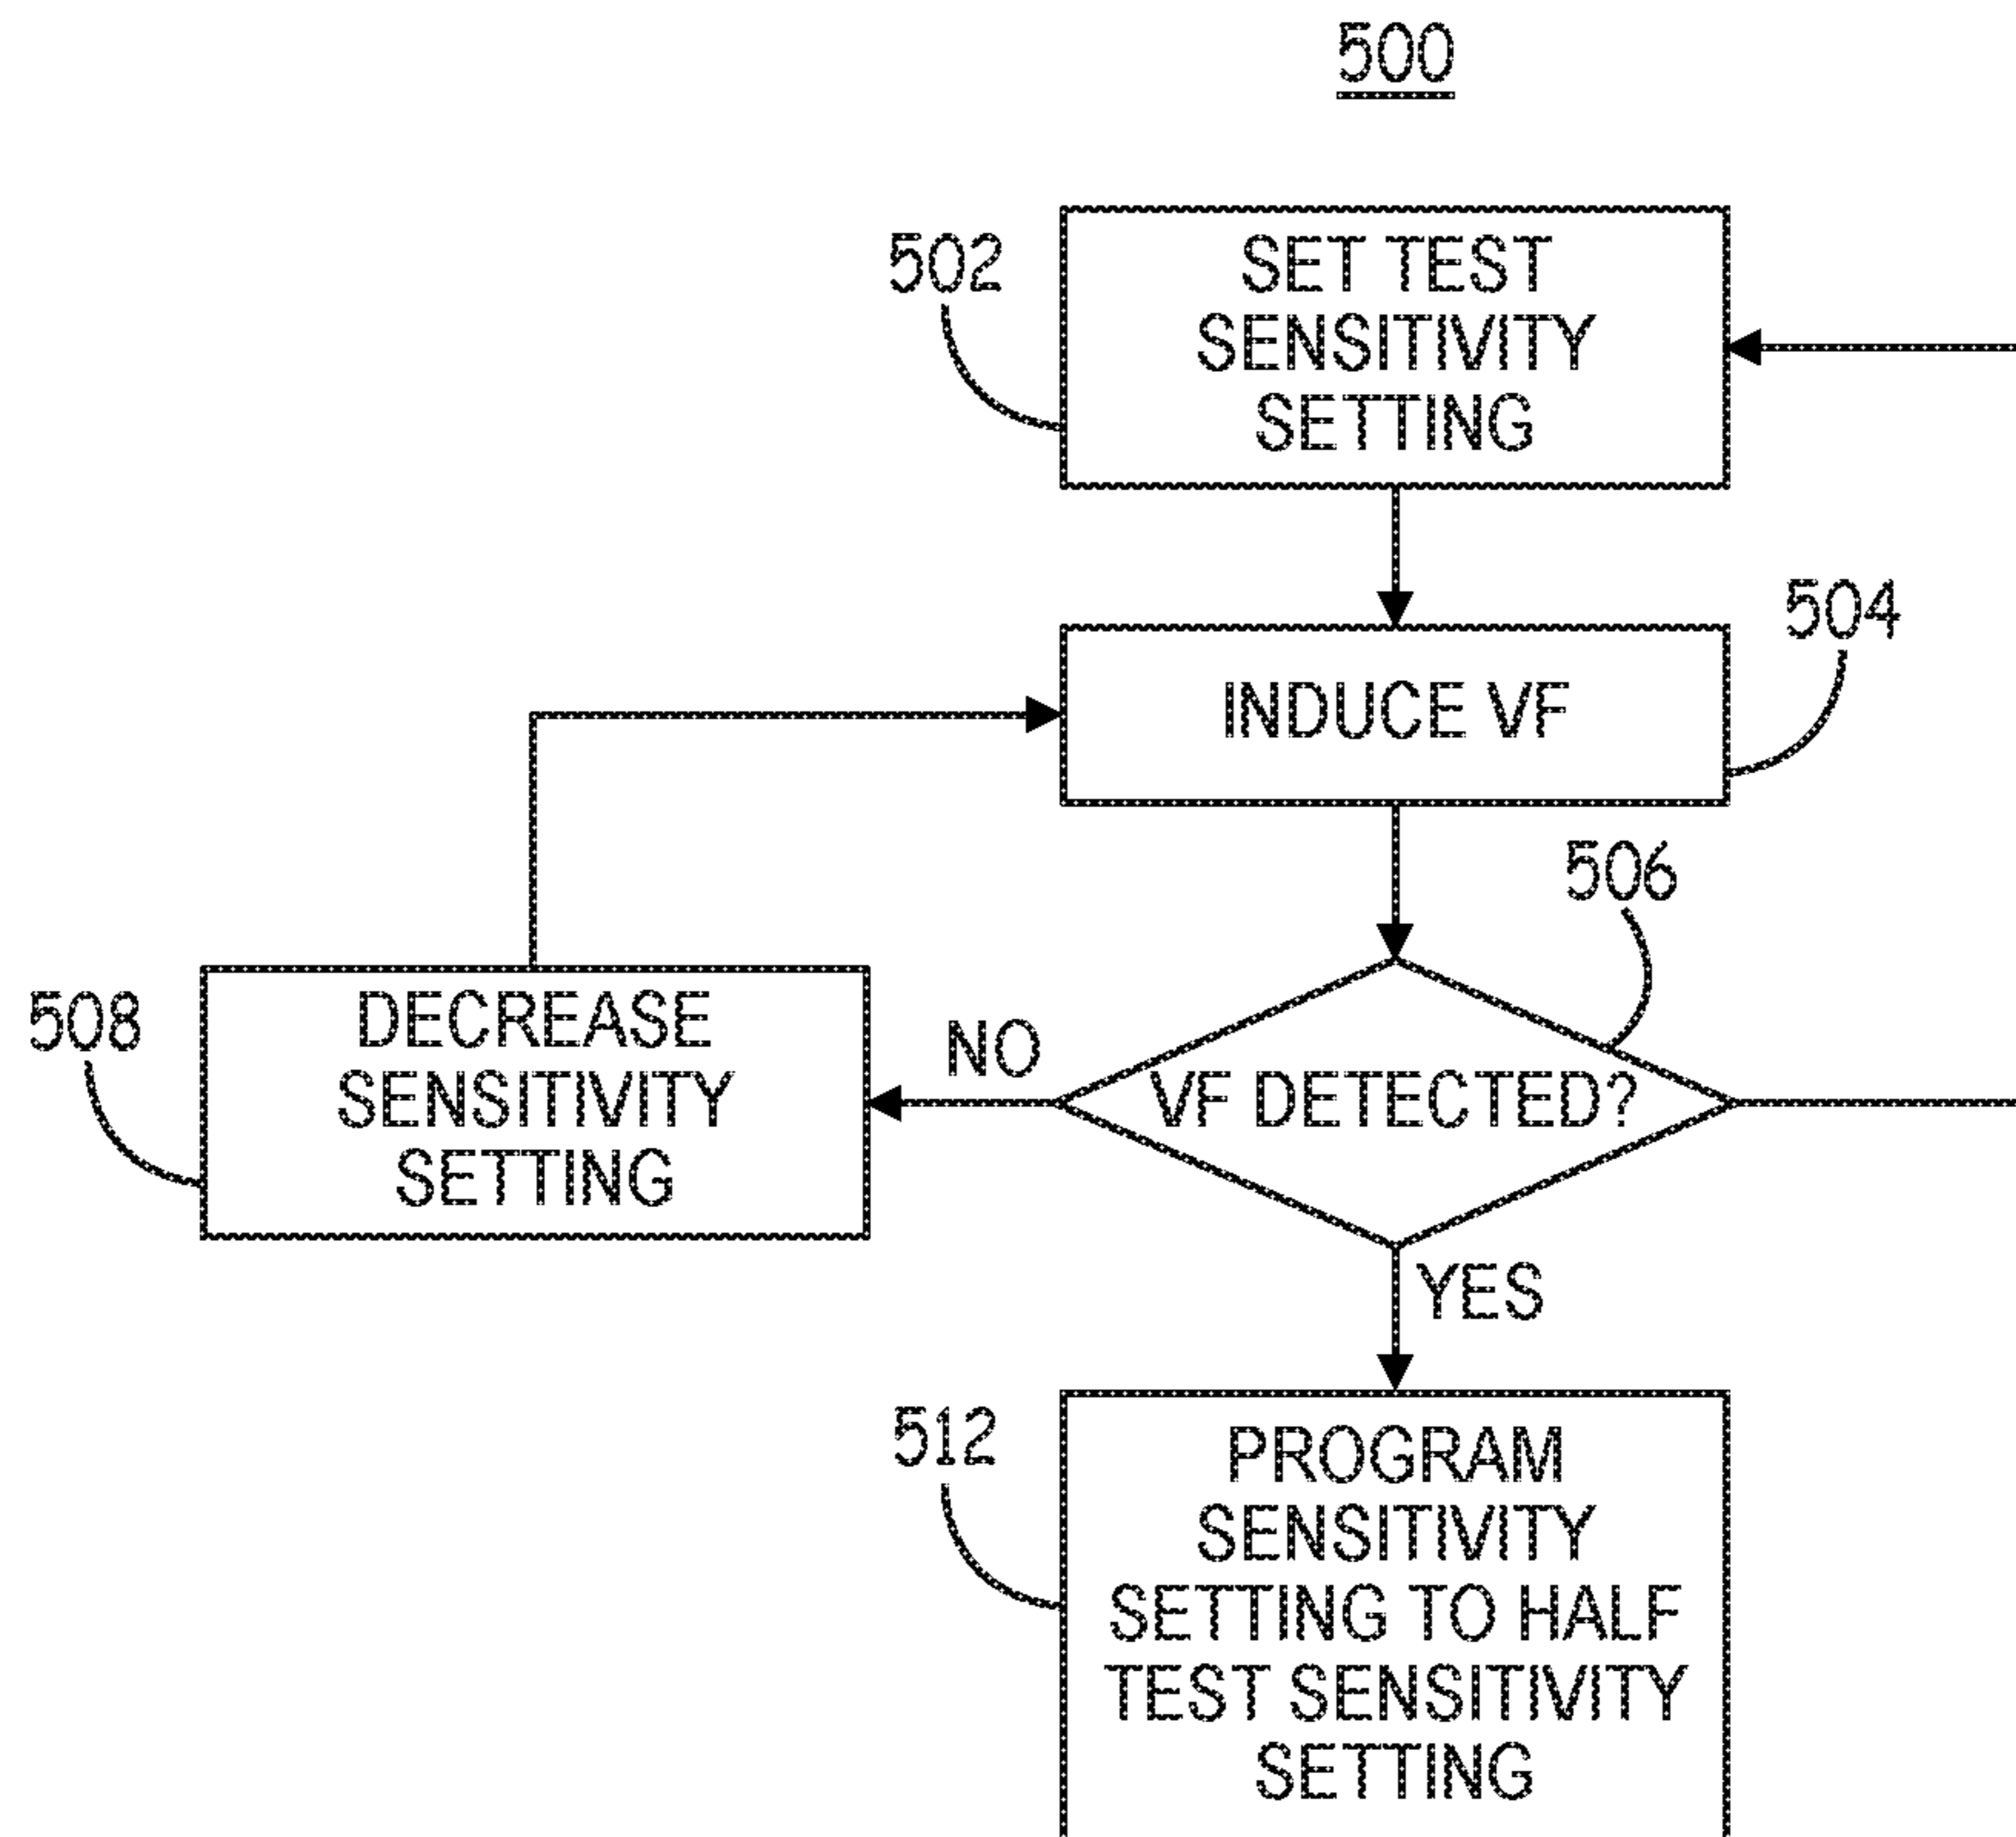 500
502
SET TEST
SENSITIVITY
SETTING
504
INDUCE VF
506
508
DECREASE
SENSITIVITY
SETTING
NO
VF DETECTED?
YES
512
PROGRAM
SENSITIVITY
SETTING TO HALF
TEST SENSITIVITY
SETTING